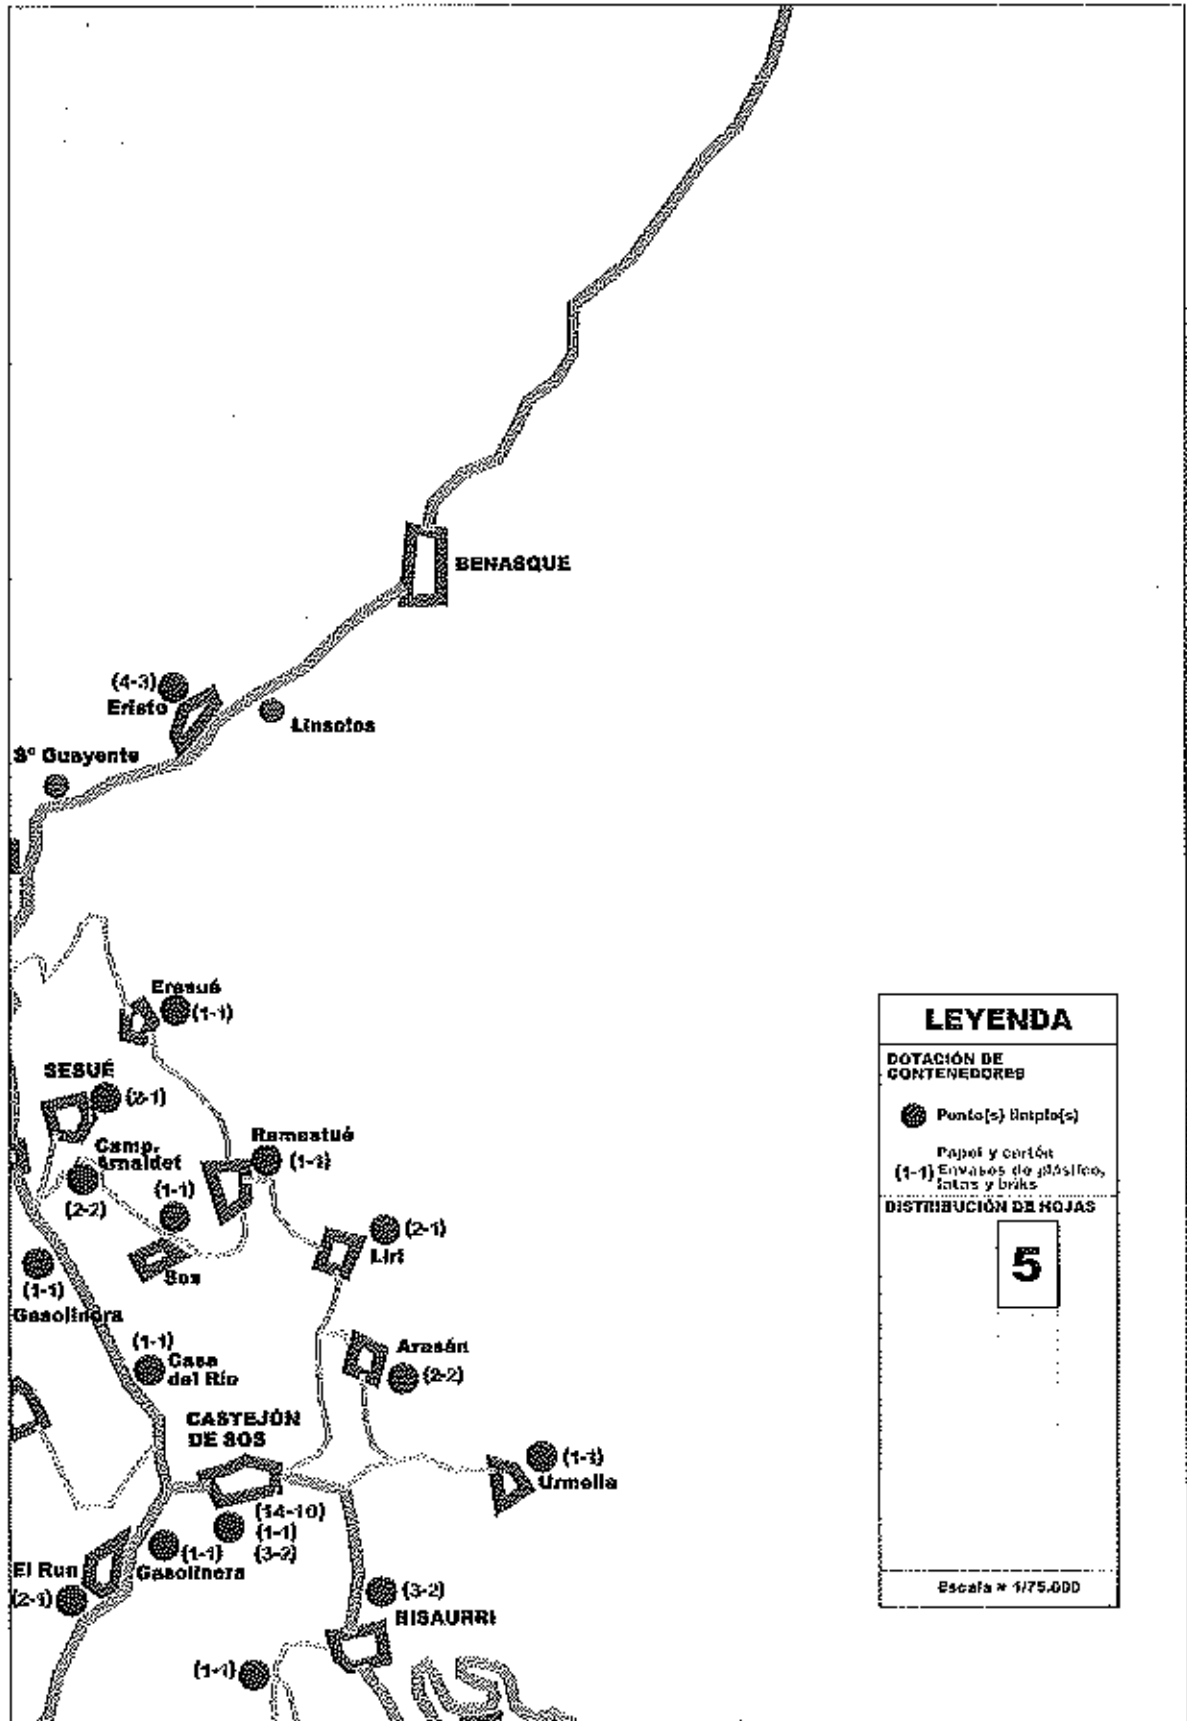 BENASQUE
(4-3)
Eristo
Linsolos
Sº Guayente
Eresué
(1-1)
SESUÉ
(2-1)
Camp.
Arnaldet
(2-2)
Ramastué
(1-1)
(1-1)
Sos
(2-1)
Liri
(1-1)
Gasolinera
(1-1)
Casa
del Río
Arasán
(2-2)
CASTEJÓN
DE SOS
(14-10)
(1-1)
(3-2)
(1-1)
Urmella
El Run
(2-1)
(1-1)
Gasolinera
(3-2)
BISAURRI
(1-1)
LEYENDA
DOTACIÓN DE
CONTENEDORES
Punto(s) limpio(s)
Papel y cartón
(1-1) Envases de plástico,
latas y briks
DISTRIBUCIÓN DE HOJAS
5
Escala = 1/75.000